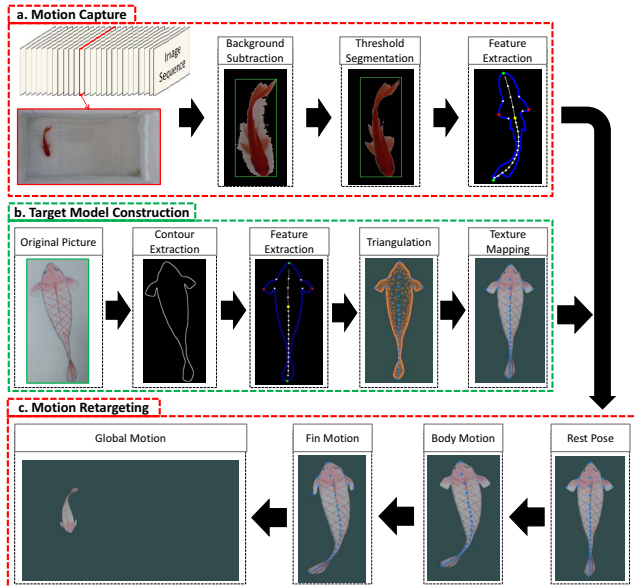 a. Motion Capture
Image
Sequence
Background
Subtraction
Threshold
Segmentation
Feature
Extraction
b. Target Model Construction
Original Picture
Contour
Extraction
Feature
Extraction
Triangulation
Texture
Mapping
c. Motion Retargeting
Global Motion
Fin Motion
Body Motion
Rest Pose